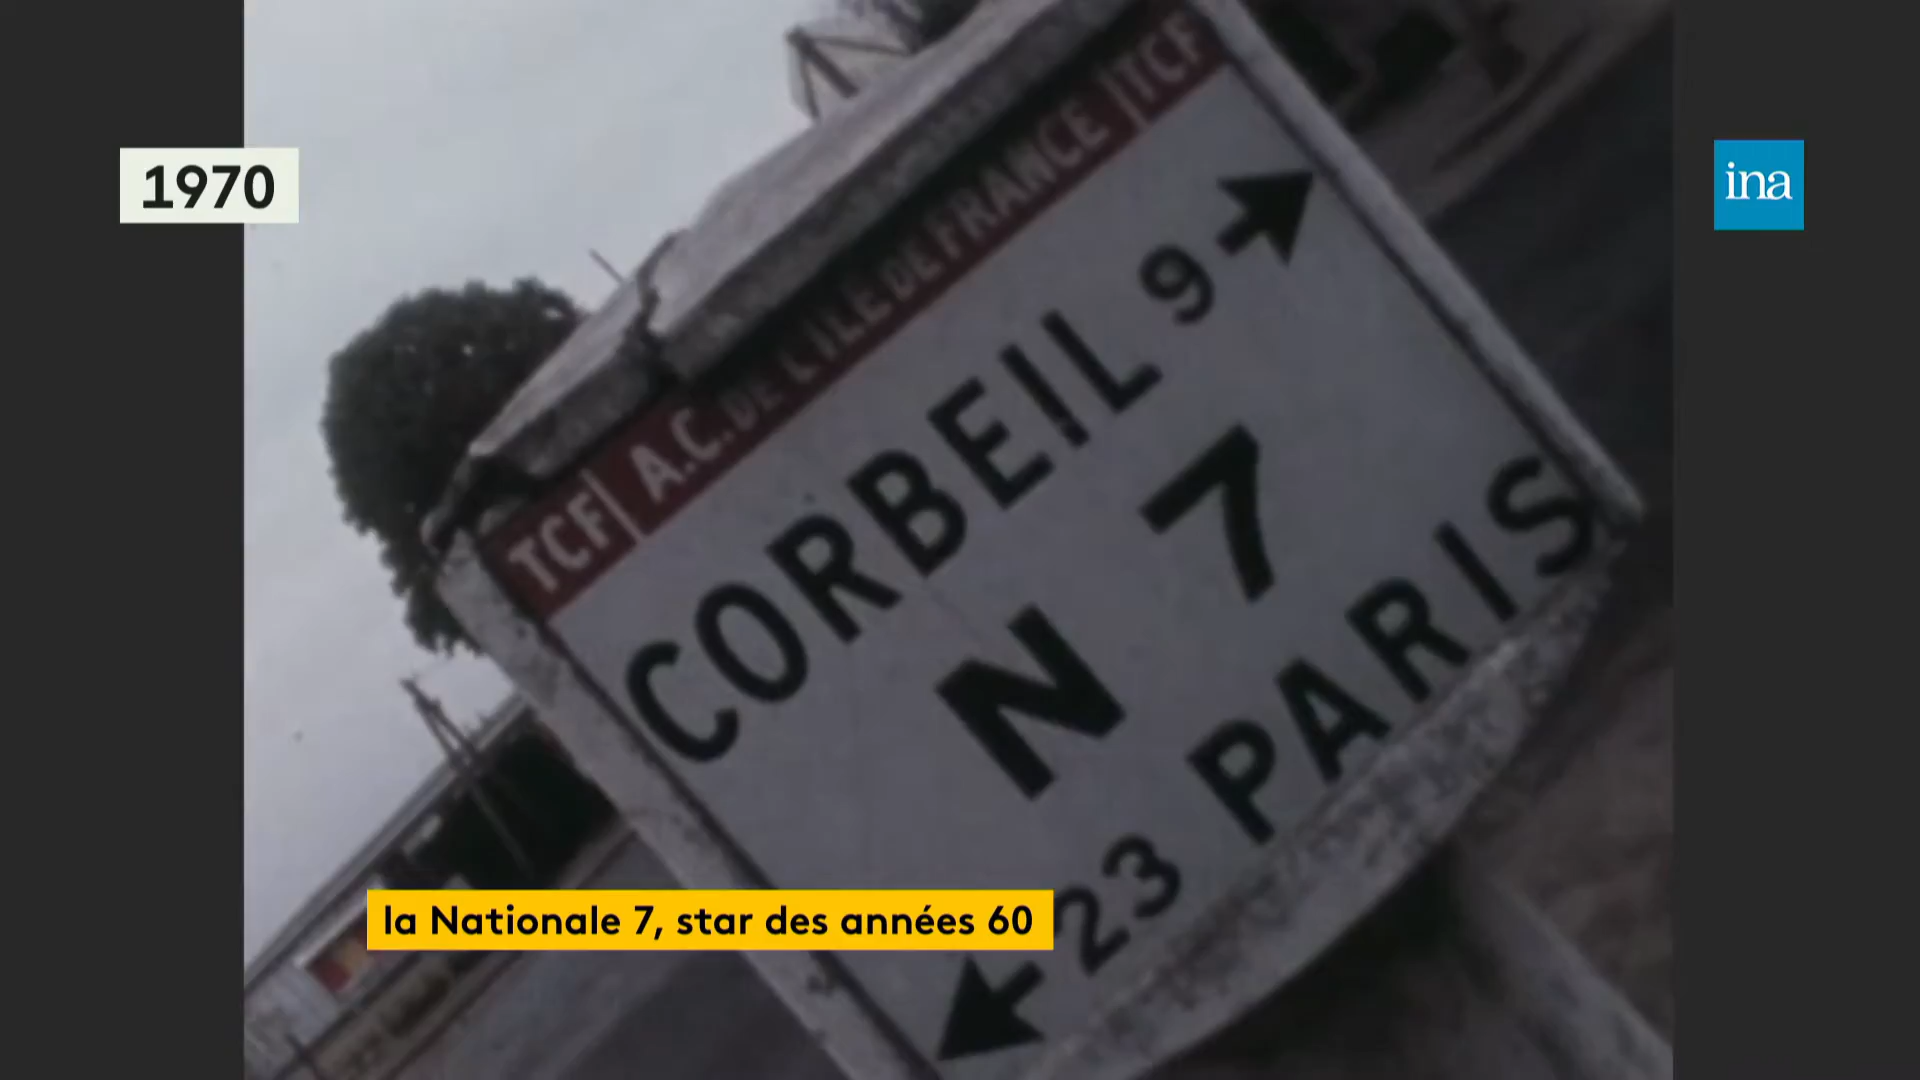 1970
ina
TCF A.C. DE L'ILE DE FRANCE TCF
CORBEIL 9
N 7
23 PARIS
la Nationale 7, star des années 60